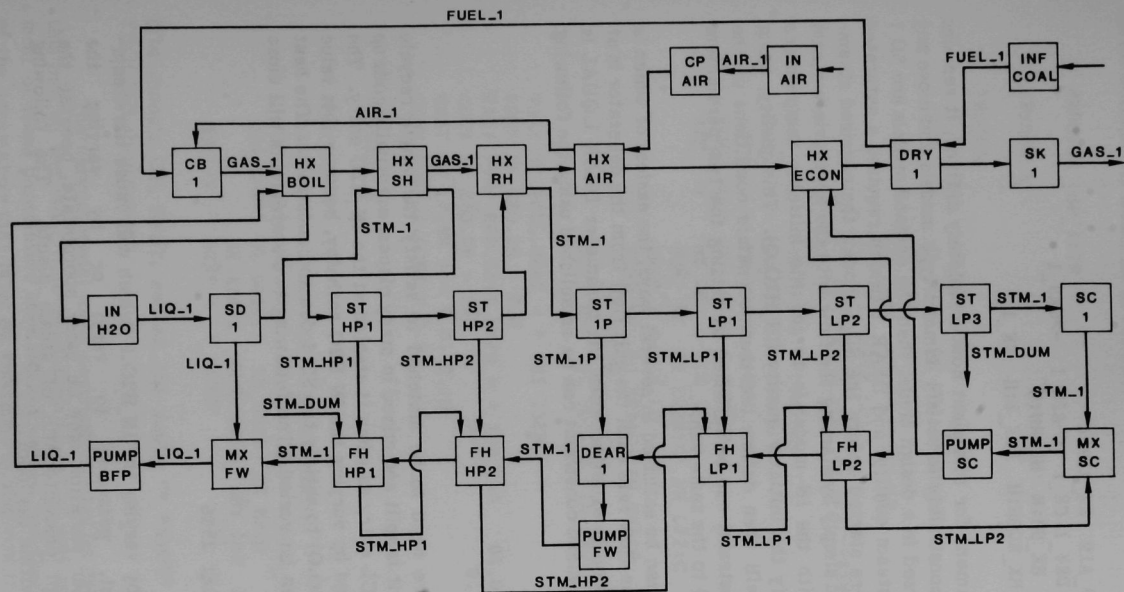 FUEL_1
CP
AIR
AIR_1
IN
AIR
FUEL_1
INF
COAL
AIR_1
CB
1
GAS_1
HX
BOIL
HX
SH
GAS_1
HX
RH
HX
AIR
HX
ECON
DRY
1
SK
1
GAS_1
STM_1
STM_1
IN
H2O
LIQ_1
SD
1
ST
HP1
ST
HP2
ST
1P
ST
LP1
ST
LP2
ST
LP3
STM_1
SC
1
LIQ_1
STM_HP1
STM_HP2
STM_1P
STM_LP1
STM_LP2
STM_DUM
STM_DUM
STM_1
LIQ_1
PUMP
BFP
LIQ_1
MX
FW
STM_1
FH
HP1
FH
HP2
STM_1
DEAR
1
FH
LP1
FH
LP2
PUMP
SC
STM_1
MX
SC
PUMP
FW
STM_HP1
STM_HP2
STM_LP1
STM_LP2